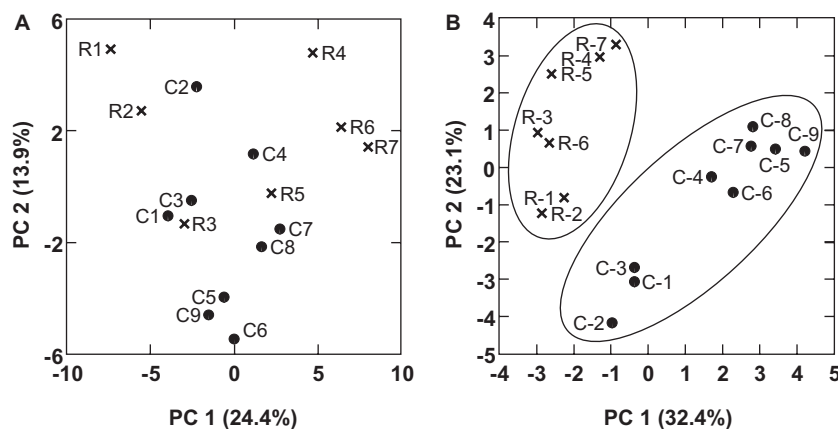 A
6
2
-2
-6
-10
-5
0
5
10
PC 2 (13.9%)
PC 1 (24.4%)
R1
R4
C2
R2
R6
R7
C4
R5
C3
C1
R3
C7
C8
C5
C9
C6
B
4
3
2
1
0
-1
-2
-3
-4
-5
-4
-3
-2
-1
0
1
2
3
4
5
PC 2 (23.1%)
PC 1 (32.4%)
R-7
R-4
R-5
R-3
R-6
R-1
R-2
C-8
C-9
C-7
C-5
C-4
C-6
C-3
C-1
C-2